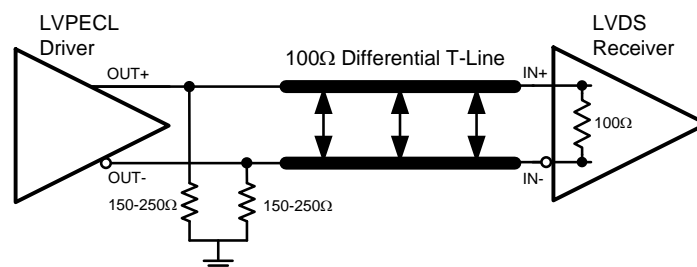 LVPECL
Driver
OUT+
100Ω Differential T-Line
IN+
LVDS
Receiver
100Ω
OUT-
IN-
150-250Ω
150-250Ω